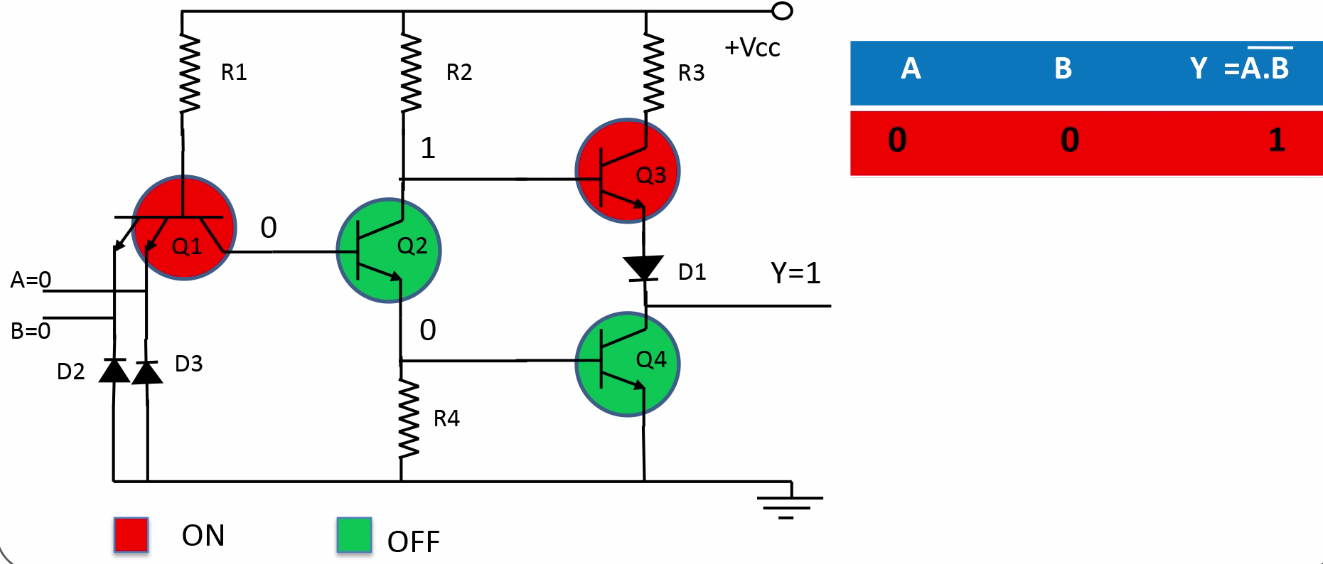 +Vcc
R1
R2
R3
A B Y =A.B
0 0 1
1
Q3
0
Q1
Q2
A=0
D1
Y=1
B=0
0
D2
D3
Q4
R4
ON
OFF